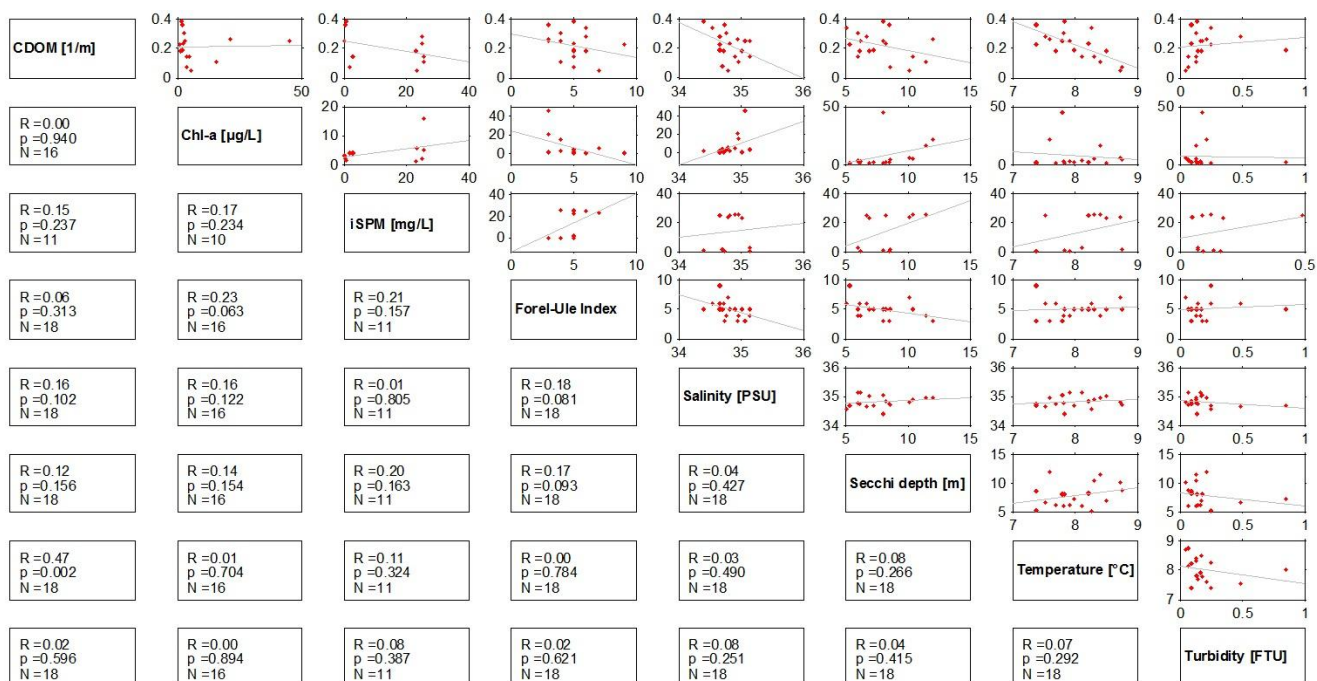 0.4 0.4 0.4 0.4 0.4 0.4 0.4
CDOM [1/m] 0.2 0.2 0.2 0.2 0.2 0.2 0.2
0 0 0 0 0 0 0
0 50 0 20 40 0 5 10 34 35 36 5 10 15 7 8 9 0 0.5 1
R =0.00 20 40 40 50 50 50
p =0.940 Chl-a [µg/L] 10 20 20
N =16 0 0 0 0 0 0
0 20 40 0 5 10 34 35 36 5 10 15 7 8 9 0 0.5 1
R =0.15 R =0.17 40 40 40 40 40
p =0.237 p =0.234 iSPM [mg/L] 20 20 20 20 20
N =11 N =10 0 0 0 0 0
0 5 10 34 35 36 5 10 15 7 8 9 0 0.5
R =0.06 R =0.23 R =0.21 10 10 10 10
p =0.313 p =0.063 p =0.157 Forel-Ule Index 5 5 5 5
N =18 N =16 N =11 0 0 0 0
34 35 36 5 10 15 7 8 9 0 0.5 1
R =0.16 R =0.16 R =0.01 R =0.18 36 36 36
p =0.102 p =0.122 p =0.805 p =0.081 Salinity [PSU] 35 35 35
N =18 N =16 N =11 N =18 34 34 34
5 10 15 7 8 9 0 0.5 1
R =0.12 R =0.14 R =0.20 R =0.17 R =0.04 15 15
p =0.156 p =0.154 p =0.163 p =0.093 p =0.427 Secchi depth [m] 10 10
N =18 N =16 N =11 N =18 N =18 5 5
7 8 9 0 0.5 1
R =0.47 R =0.01 R =0.11 R =0.00 R =0.03 R =0.08 9
p =0.002 p =0.704 p =0.324 p =0.784 p =0.490 p =0.266 Temperature [°C] 8
N =18 N =16 N =11 N =18 N =18 N =18 7
0 0.5 1
R =0.02 R =0.00 R =0.08 R =0.02 R =0.08 R =0.04 R =0.07
p =0.596 p =0.894 p =0.387 p =0.621 p =0.251 p =0.415 p =0.292 Turbidity [FTU]
N =18 N =16 N =11 N =18 N =18 N =18 N =18